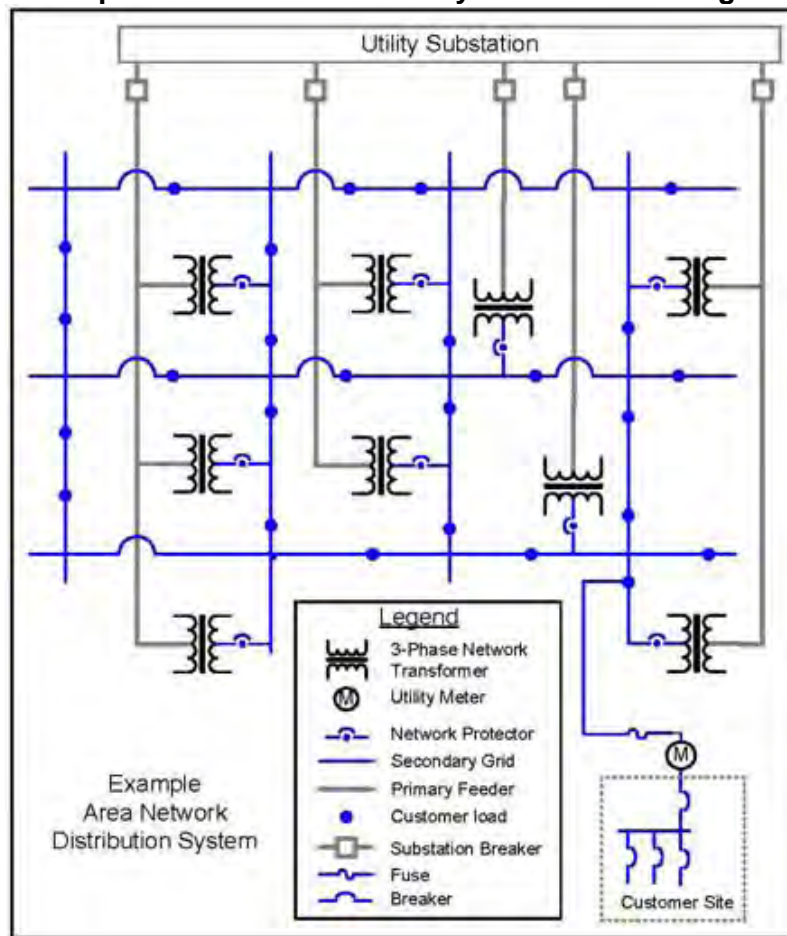 Utility Substation
Legend
3-Phase Network
Transformer
M
Utility Meter
Network Protector
Secondary Grid
Primary Feeder
Customer load
Substation Breaker
Fuse
Breaker
Example
Area Network
Distribution System
M
Customer Site